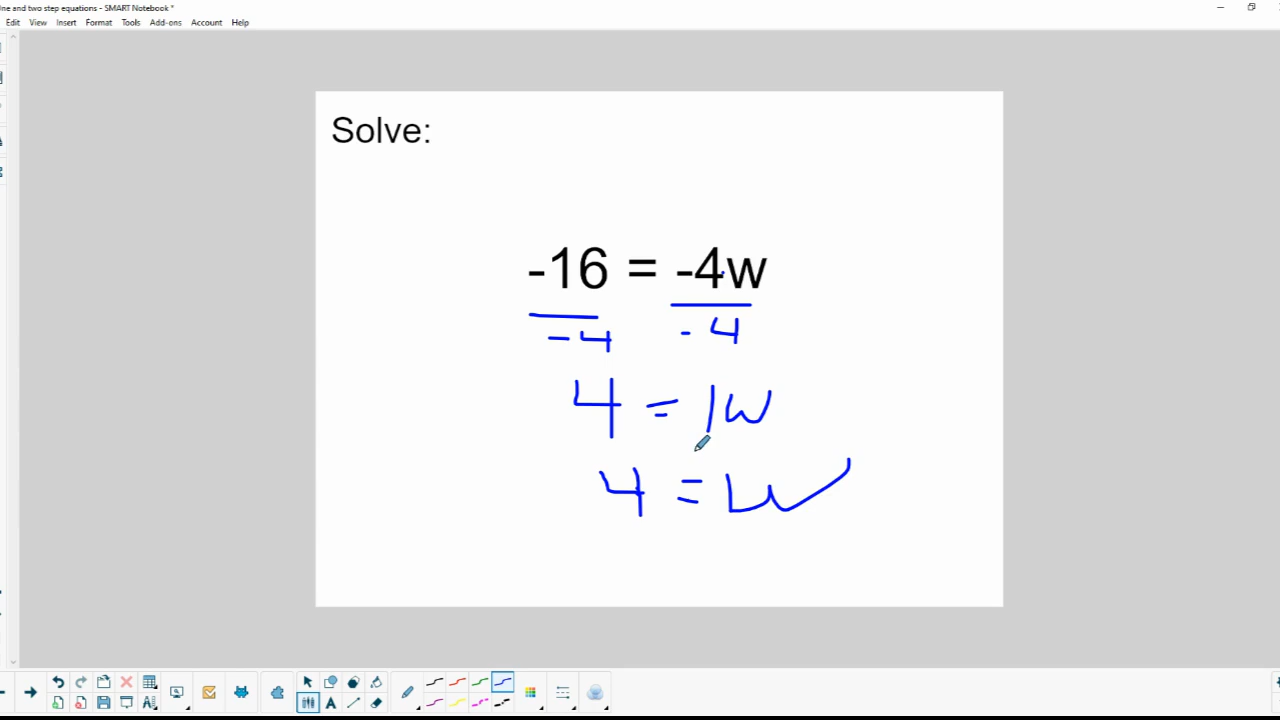 One and two step equations - SMART Notebook *
Edit View Insert Format Tools Add-ons Account Help
Solve:
-16 = -4w
-4 -4
4 = 1w
4 = w